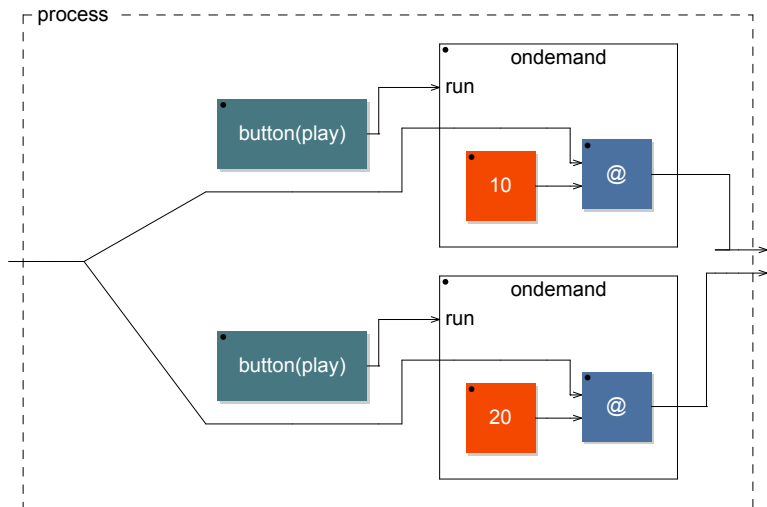 process
ondemand
run
button(play)
10
@
ondemand
run
button(play)
20
@